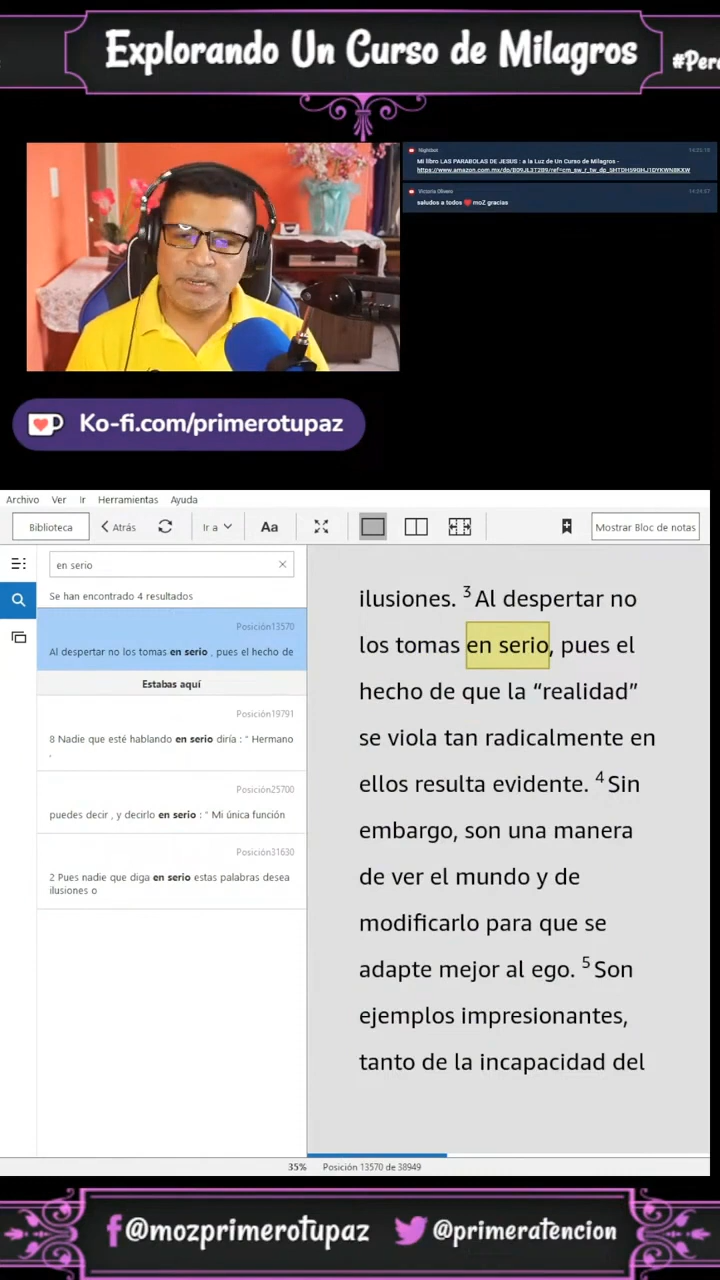 Explorando Un Curso de Milagros
#Perd
Nightbot
Mi libro LAS PARABOLAS DE JESUS : a la Luz de Un Curso de Milagros -
Victoria Olivero
saludos a todos ❤️ moZ gracias
Ko-fi.com/primerotupaz
Archivo Ver Ir Herramientas Ayuda
Biblioteca Atrás Ir a Aa Mostrar Bloc de notas
en serio
Se han encontrado 4 resultados
Posición13570
Al despertar no los tomas en serio , pues el hecho de
Estabas aquí
Posición19791
8 Nadie que esté hablando en serio diría : “ Hermano
,
Posición25700
puedes decir , y decirlo en serio : “ Mi única función
Posición31630
2 Pues nadie que diga en serio estas palabras desea
ilusiones o
ilusiones. 3 Al despertar no
los tomas en serio, pues el
hecho de que la “realidad”
se viola tan radicalmente en
ellos resulta evidente. 4 Sin
embargo, son una manera
de ver el mundo y de
modificarlo para que se
adapte mejor al ego. 5 Son
ejemplos impresionantes,
tanto de la incapacidad del
35% Posición 13570 de 38949
@mozprimerotupaz @primeratencion